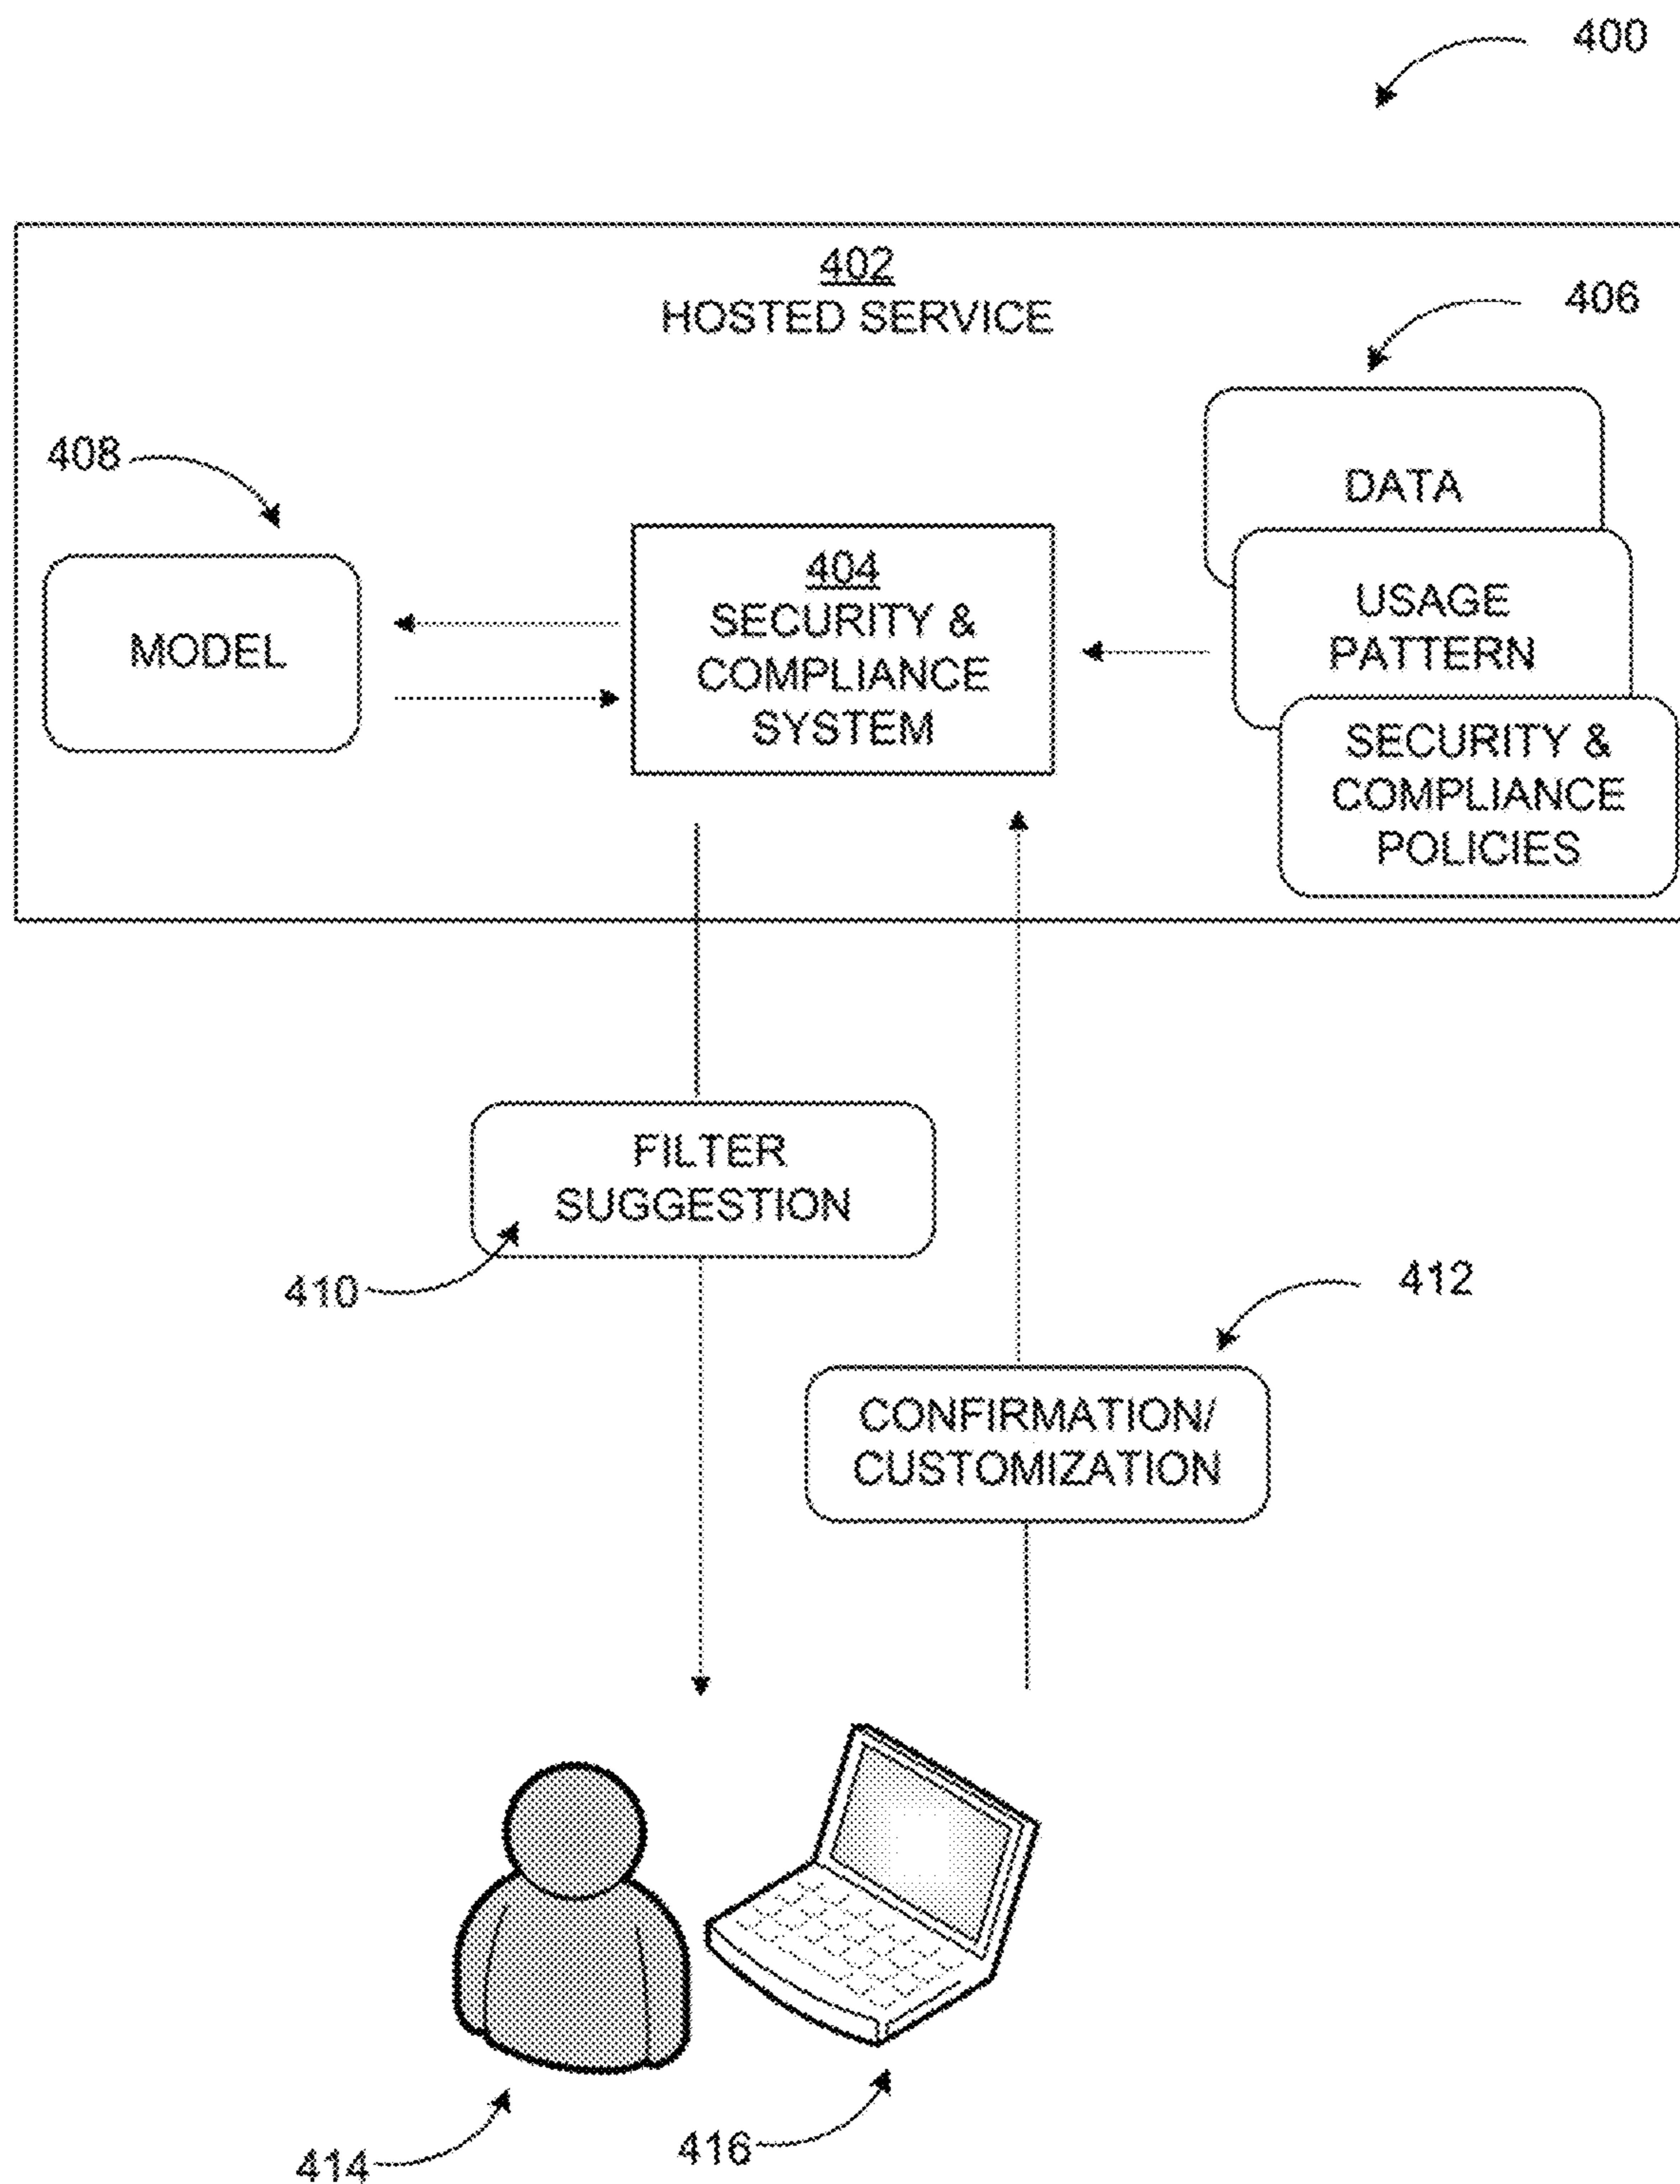 400
402
HOSTED SERVICE
406
408
DATA
MODEL
404
SECURITY &
COMPLIANCE
SYSTEM
USAGE
PATTERN
SECURITY &
COMPLIANCE
POLICIES
FILTER
SUGGESTION
410
412
CONFIRMATION/
CUSTOMIZATION
414
416